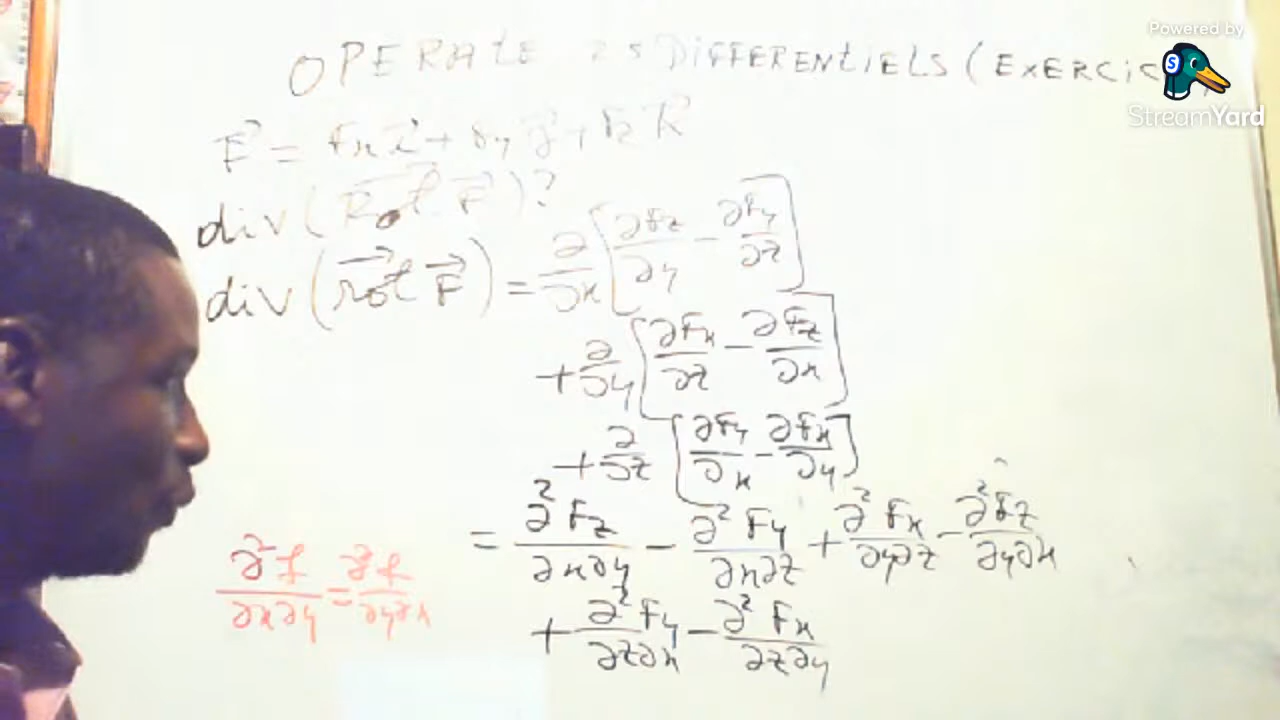 Powered by
StreamYard
OPERATEURS DIFFERENTIELS (EXERCIC
F⃗ = Fx i⃗ + Fy j⃗ + Fz k⃗
div(Rot F⃗)?
div(rot F⃗) = ∂/∂x [∂Fz/∂y - ∂Fy/∂z]
+ ∂/∂y [∂Fx/∂z - ∂Fz/∂x]
+ ∂/∂z [∂Fy/∂x - ∂Fx/∂y]
= ∂²Fz/∂x∂y - ∂²Fy/∂x∂z + ∂²Fx/∂y∂z - ∂²Fz/∂y∂x
+ ∂²Fy/∂z∂x - ∂²Fx/∂z∂y
∂²f/∂x∂y = ∂²f/∂y∂x